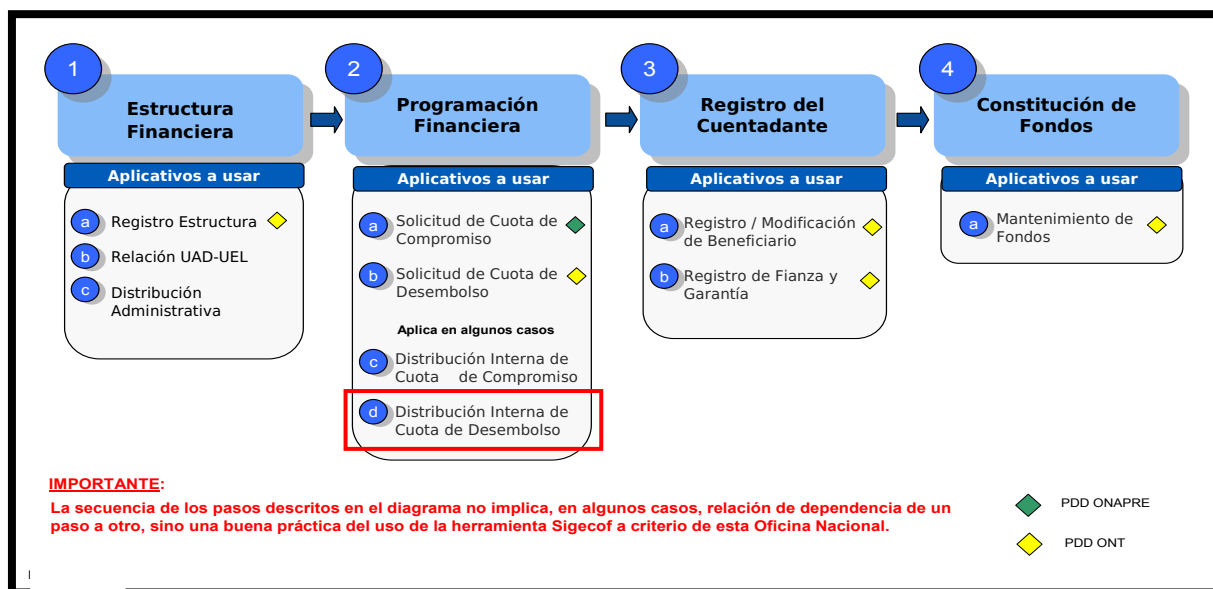 1
Estructura
Financiera
Aplicativos a usar
a Registro Estructura
b Relación UAD-UEL
c Distribución
Administrativa
2
Programación
Financiera
Aplicativos a usar
a Solicitud de Cuota de
Compromiso
b Solicitud de Cuota de
Desembolso
Aplica en algunos casos
c Distribución Interna de
Cuota de Compromiso
d Distribución Interna de
Cuota de Desembolso
3
Registro del
Cuentadante
Aplicativos a usar
a Registro / Modificación
de Beneficiario
b Registro de Fianza y
Garantía
4
Constitución de
Fondos
Aplicativos a usar
a Mantenimiento de
Fondos
IMPORTANTE:
La secuencia de los pasos descritos en el diagrama no implica, en algunos casos, relación de dependencia de un
paso a otro, sino una buena práctica del uso de la herramienta Sigecof a criterio de esta Oficina Nacional.
PDD ONAPRE
PDD ONT